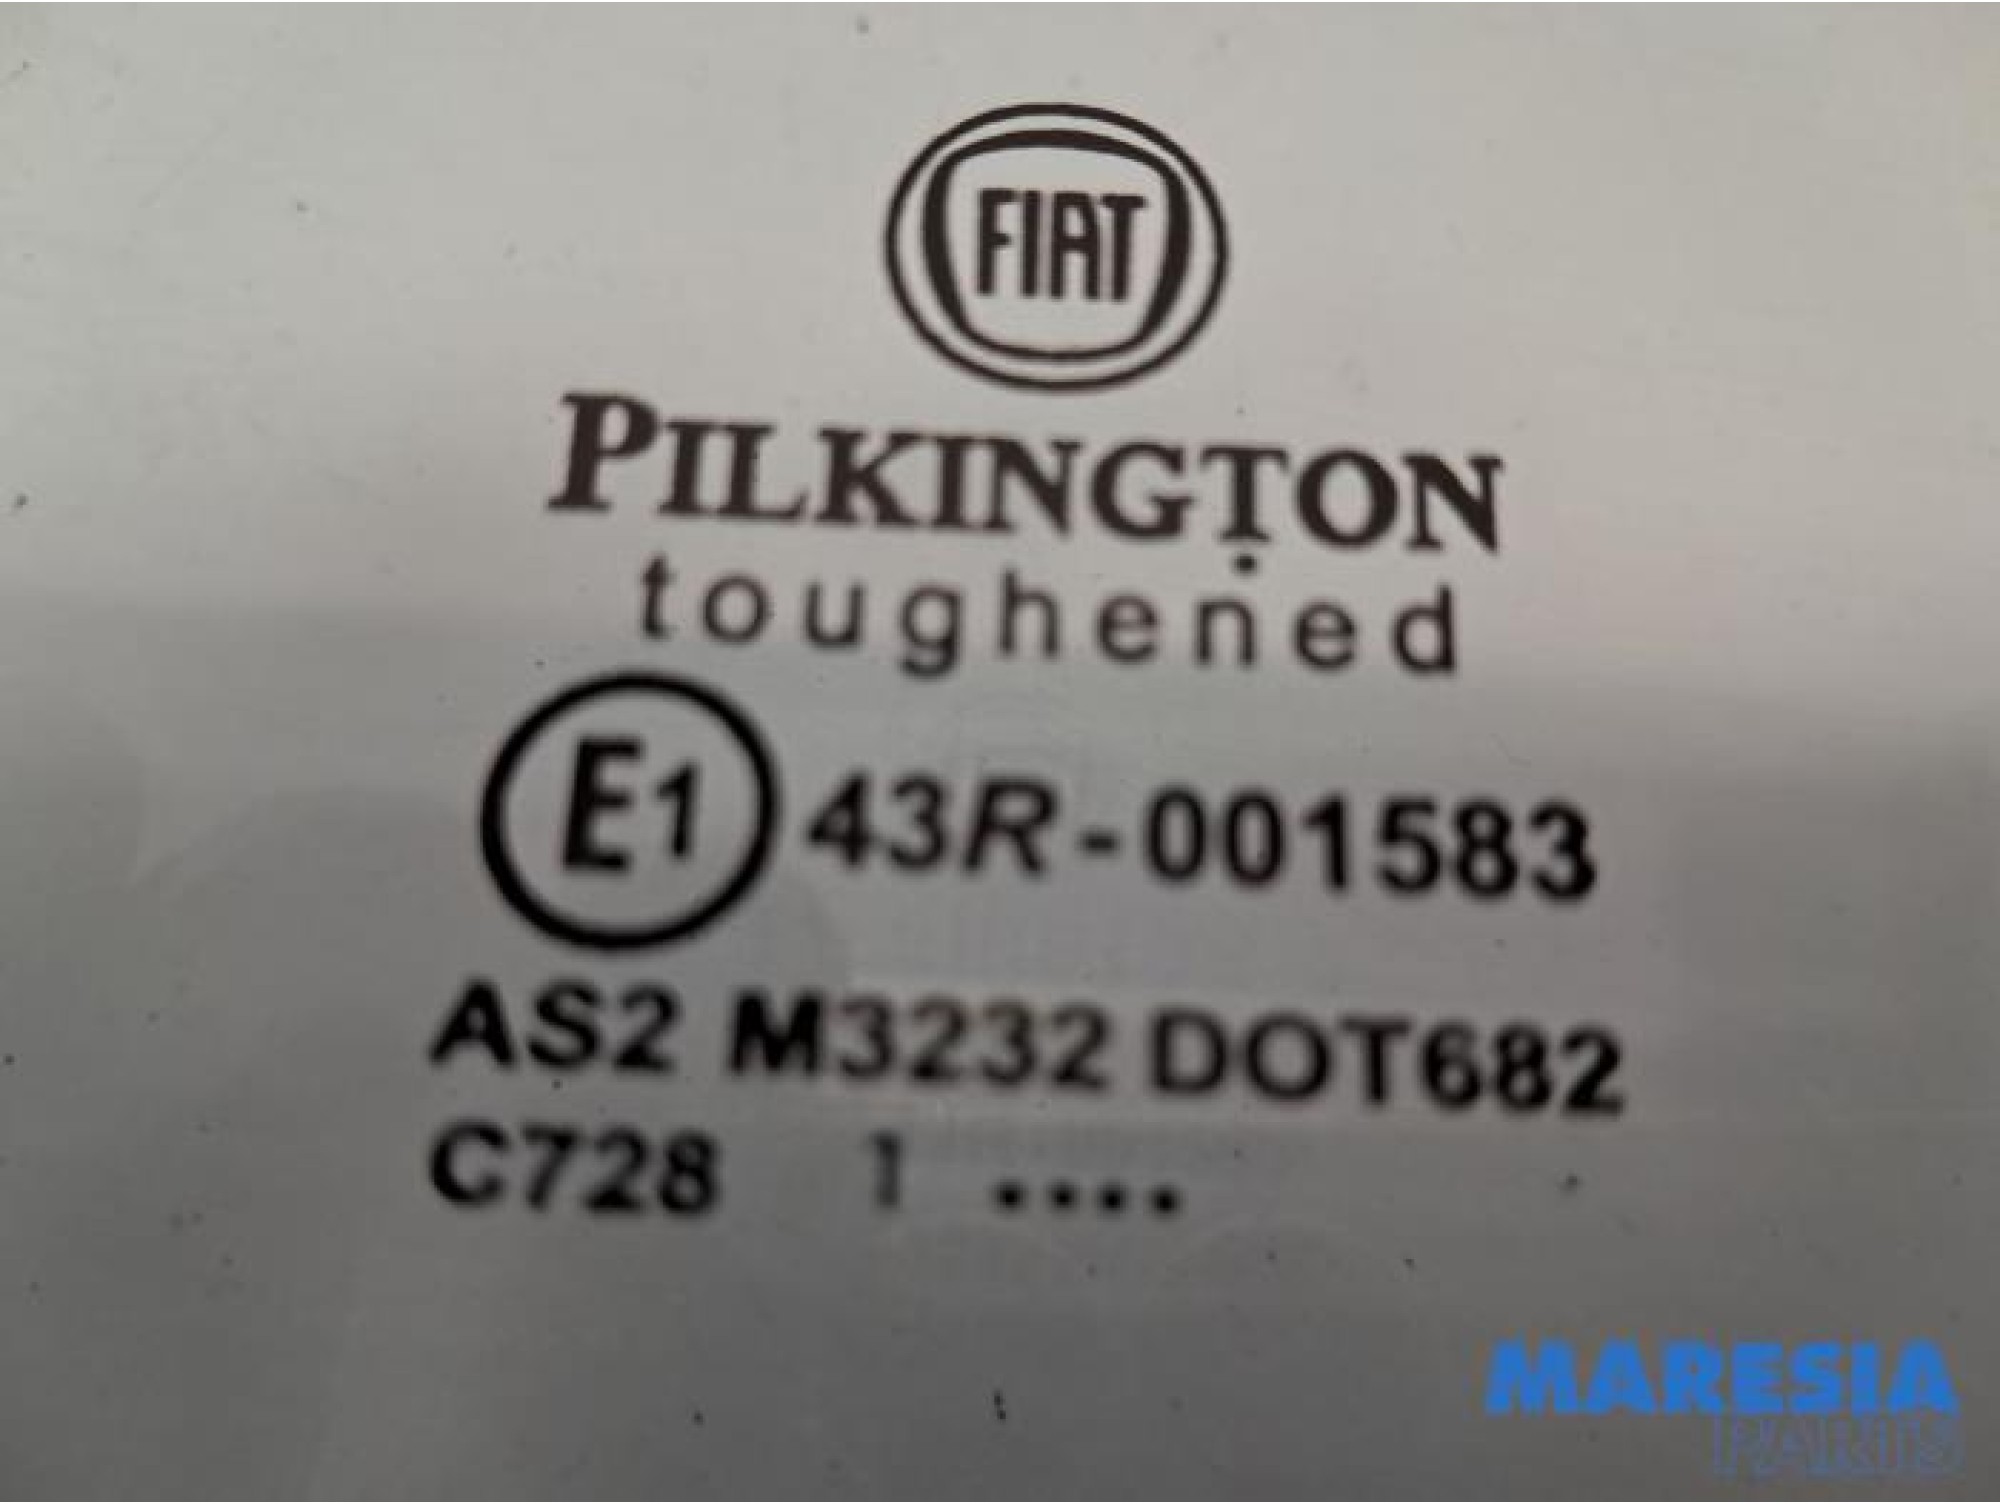 FIAT
PILKINGTON
toughened
E1 43R-001583
AS2 M3232 DOT682
C728 1 ....
MARESIA
PARTS